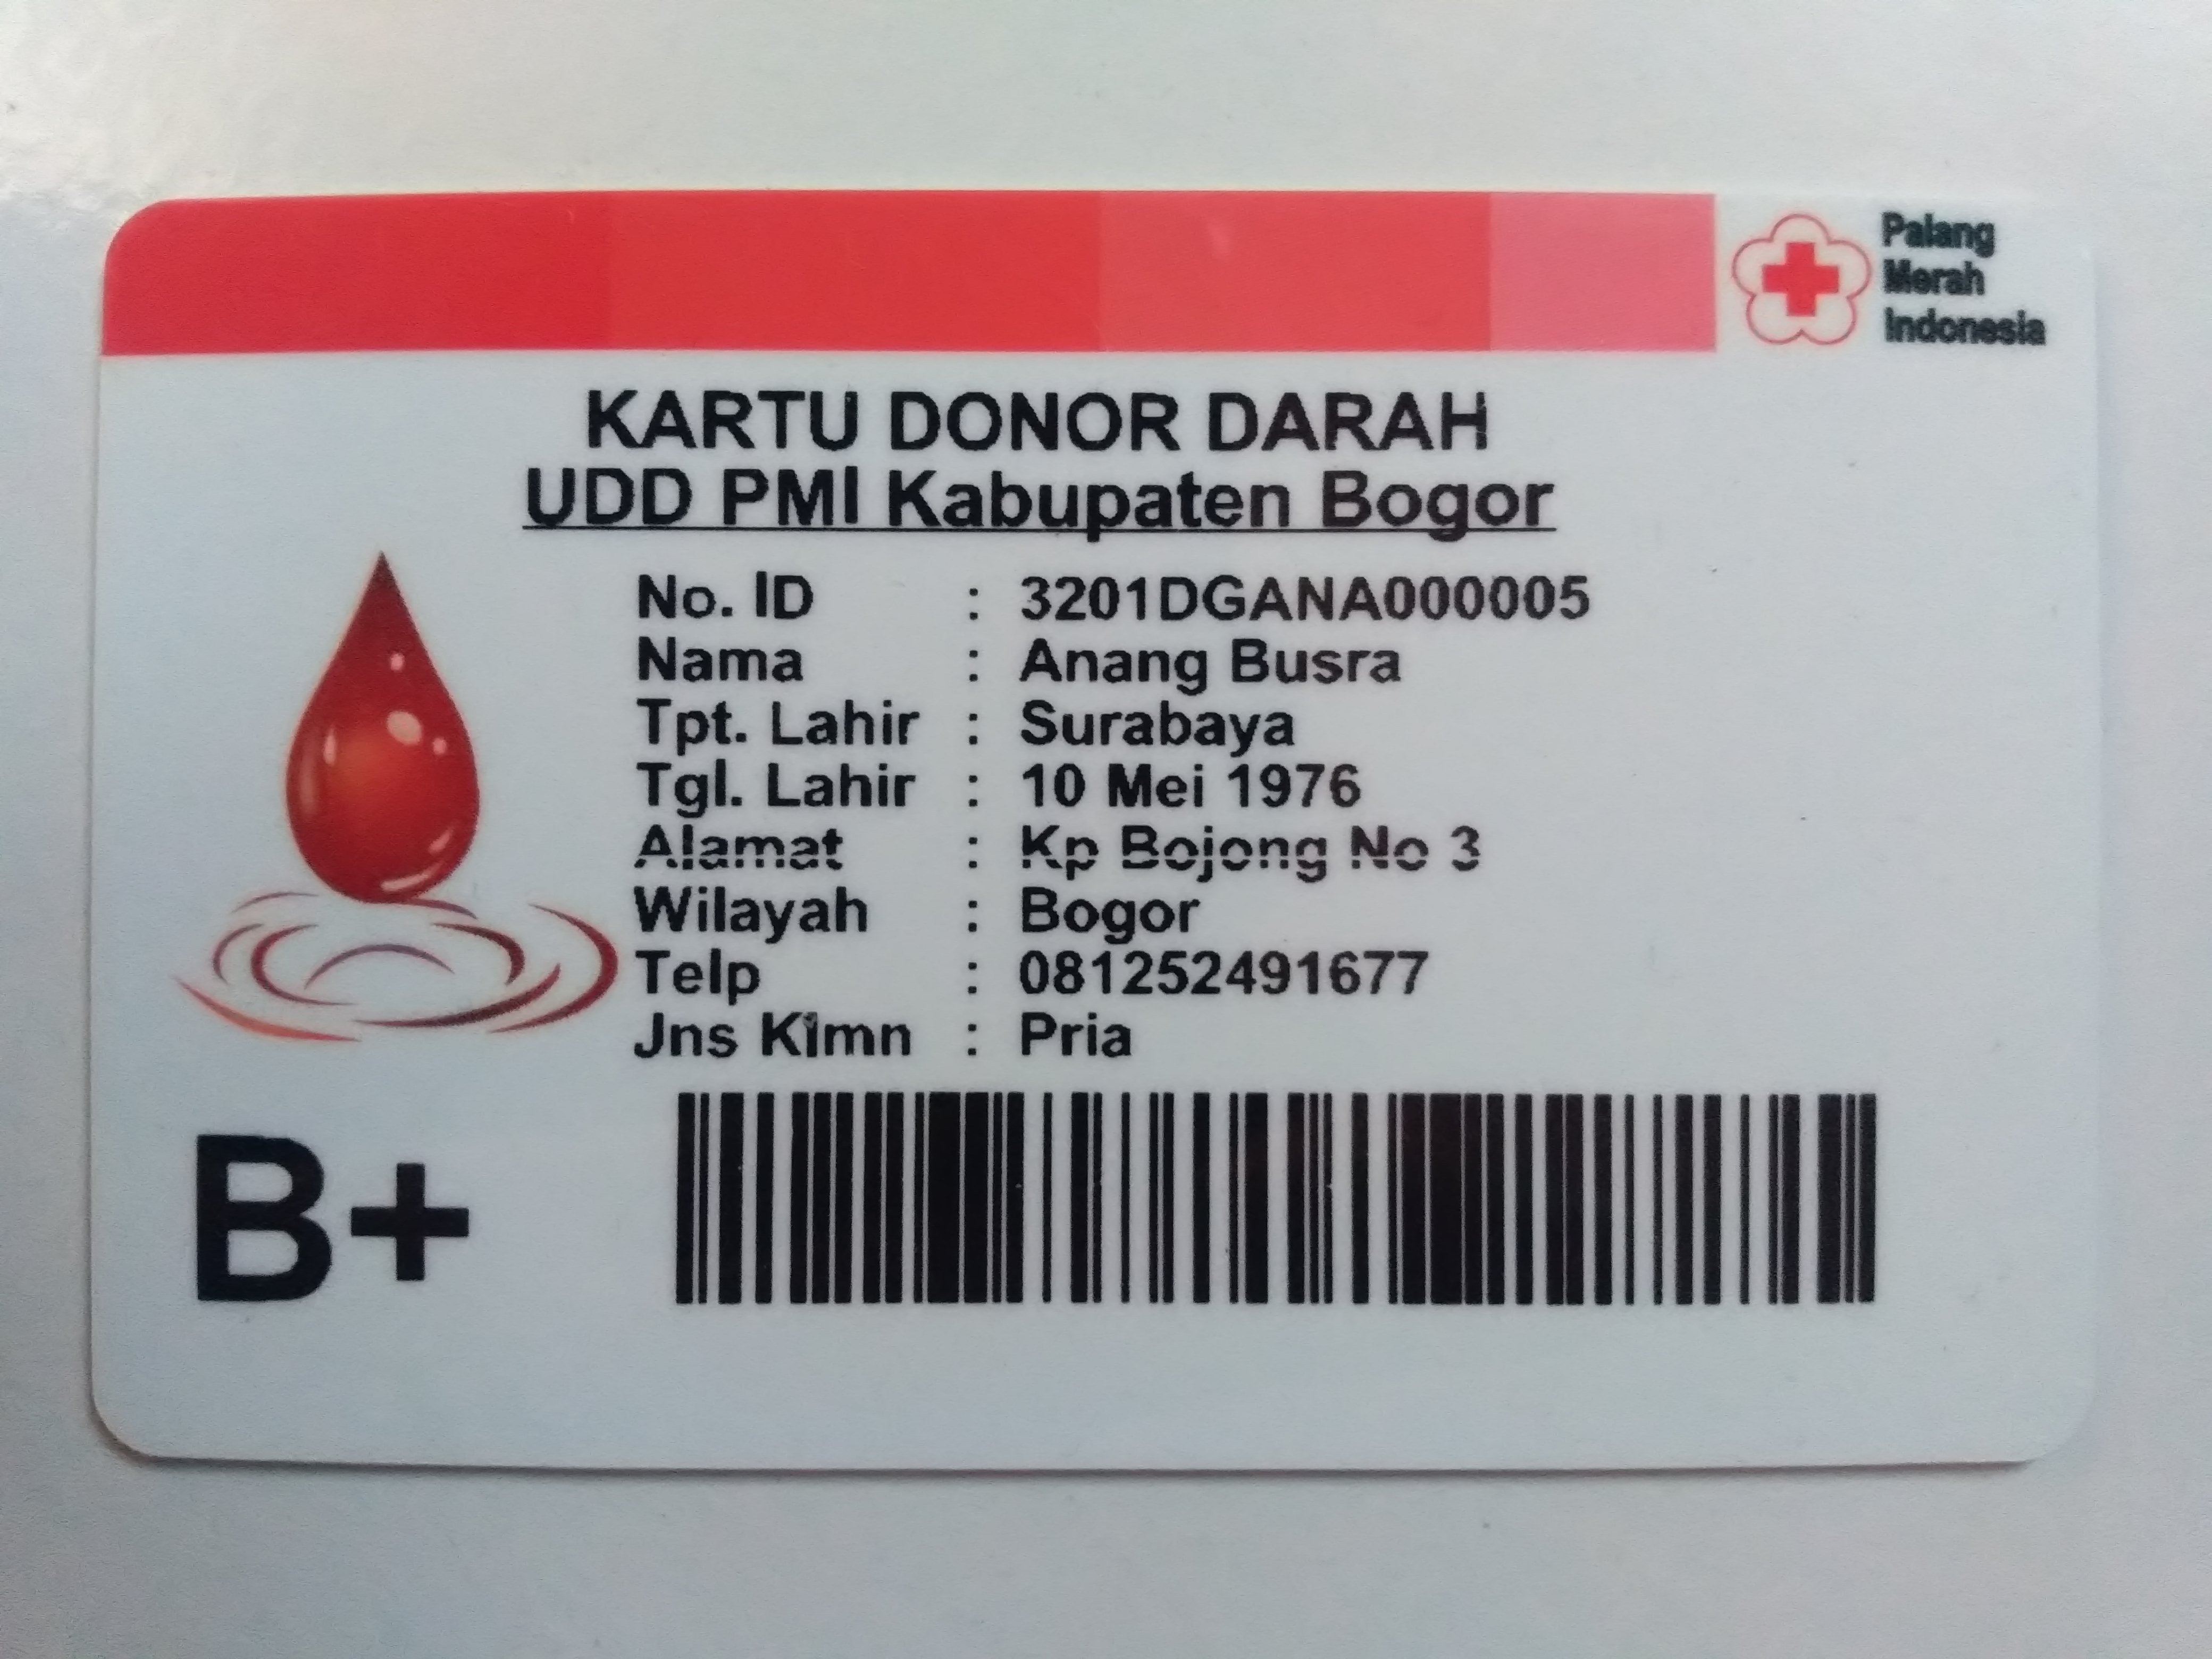 Palang
Merah
Indonesia
KARTU DONOR DARAH
UDD PMI Kabupaten Bogor
No. ID : 3201DGANA000005
Nama : Anang Busra
Tpt. Lahir : Surabaya
Tgl. Lahir : 10 Mei 1976
Alamat : Kp Bojong No 3
Wilayah : Bogor
Telp : 081252491677
Jns Klmn : Pria
B+